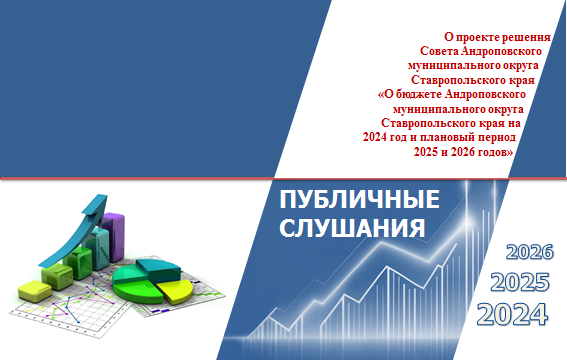 О проекте решения
Совета Андроповского
муниципального округа
Ставропольского края
«О бюджете Андроповского
муниципального округа
Ставропольского края на
2024 год и плановый период
2025 и 2026 годов»
ПУБЛИЧНЫЕ
СЛУШАНИЯ
2026
2025
2024